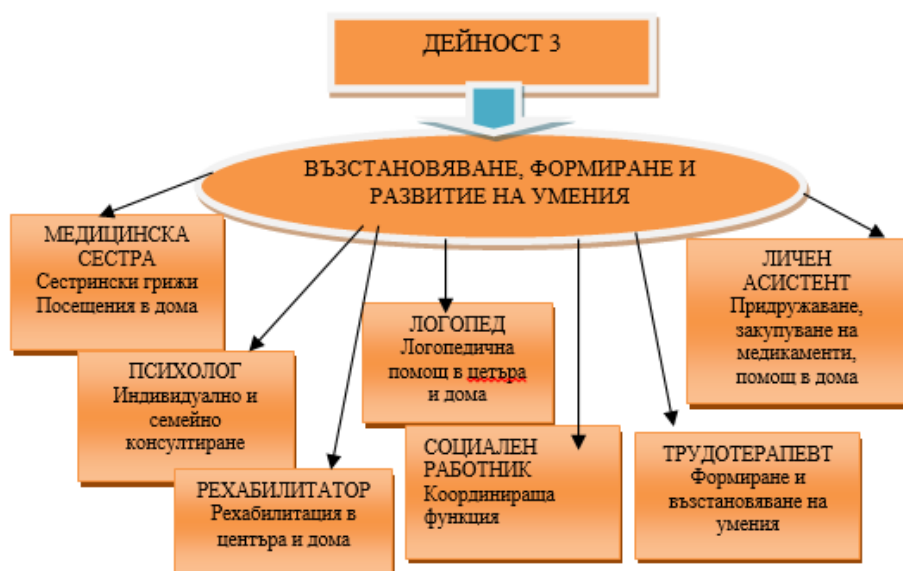 ДЕЙНОСТ 3
ВЪЗСТАНОВЯВАНЕ, ФОРМИРАНЕ И
РАЗВИТИЕ НА УМЕНИЯ
МЕДИЦИНСКА
СЕСТРА
Сестрински грижи
Посещения в дома
ПСИХОЛОГ
Индивидуално и
семейно
консултиране
РЕХАБИЛИТАТОР
Рехабилитация в
центъра и дома
ЛОГОПЕД
Логопедична
помощ в цетъра
и дома
СОЦИАЛЕН
РАБОТНИК
Координираща
функция
ТРУДОТЕРАПЕВТ
Формиране и
възстановяване на
умения
ЛИЧЕН
АСИСТЕНТ
Придружаване,
закупуване на
медикаменти,
помощ в дома